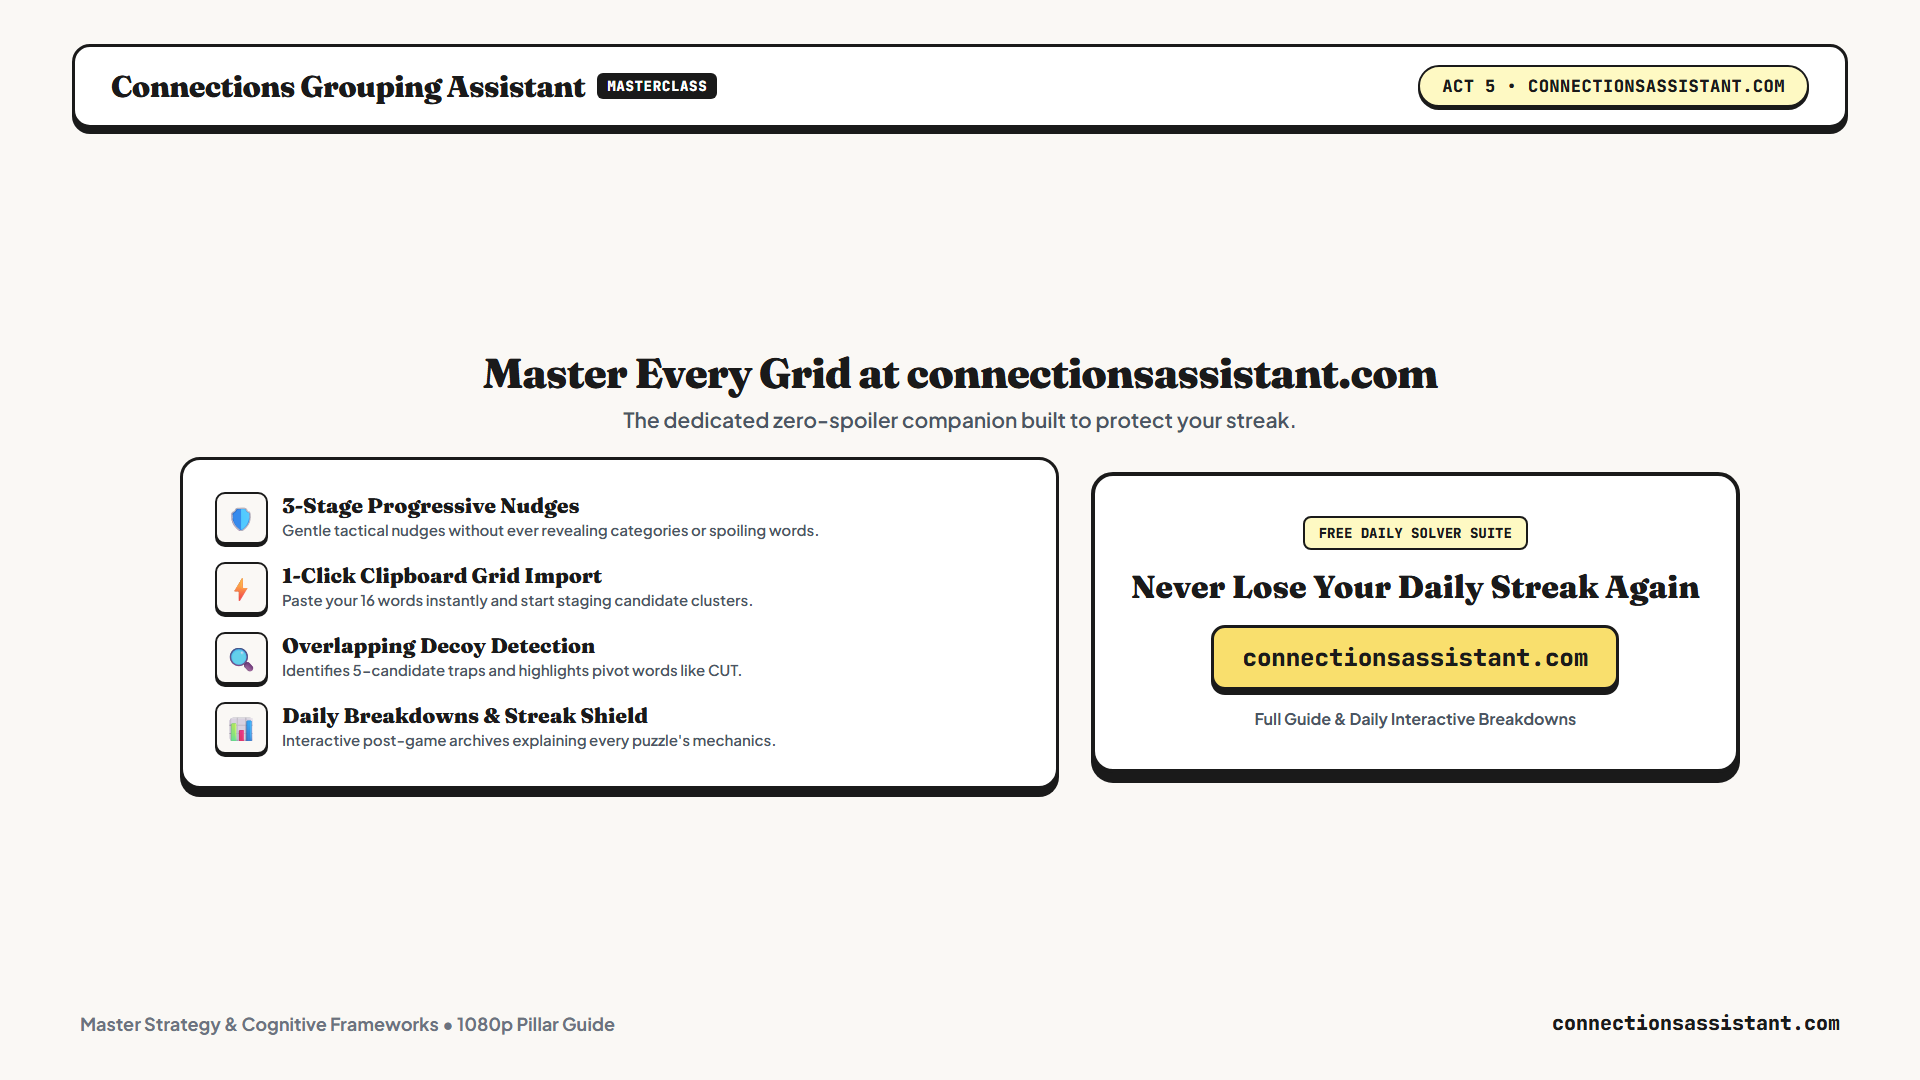 Connections Grouping Assistant MASTERCLASS
ACT 5 • CONNECTIONSASSISTANT.COM
Master Every Grid at connectionsassistant.com
The dedicated zero-spoiler companion built to protect your streak.
3-Stage Progressive Nudges
Gentle tactical nudges without ever revealing categories or spoiling words.
1-Click Clipboard Grid Import
Paste your 16 words instantly and start staging candidate clusters.
Overlapping Decoy Detection
Identifies 5-candidate traps and highlights pivot words like CUT.
Daily Breakdowns & Streak Shield
Interactive post-game archives explaining every puzzle's mechanics.
FREE DAILY SOLVER SUITE
Never Lose Your Daily Streak Again
connectionsassistant.com
Full Guide & Daily Interactive Breakdowns
Master Strategy & Cognitive Frameworks • 1080p Pillar Guide
connectionsassistant.com